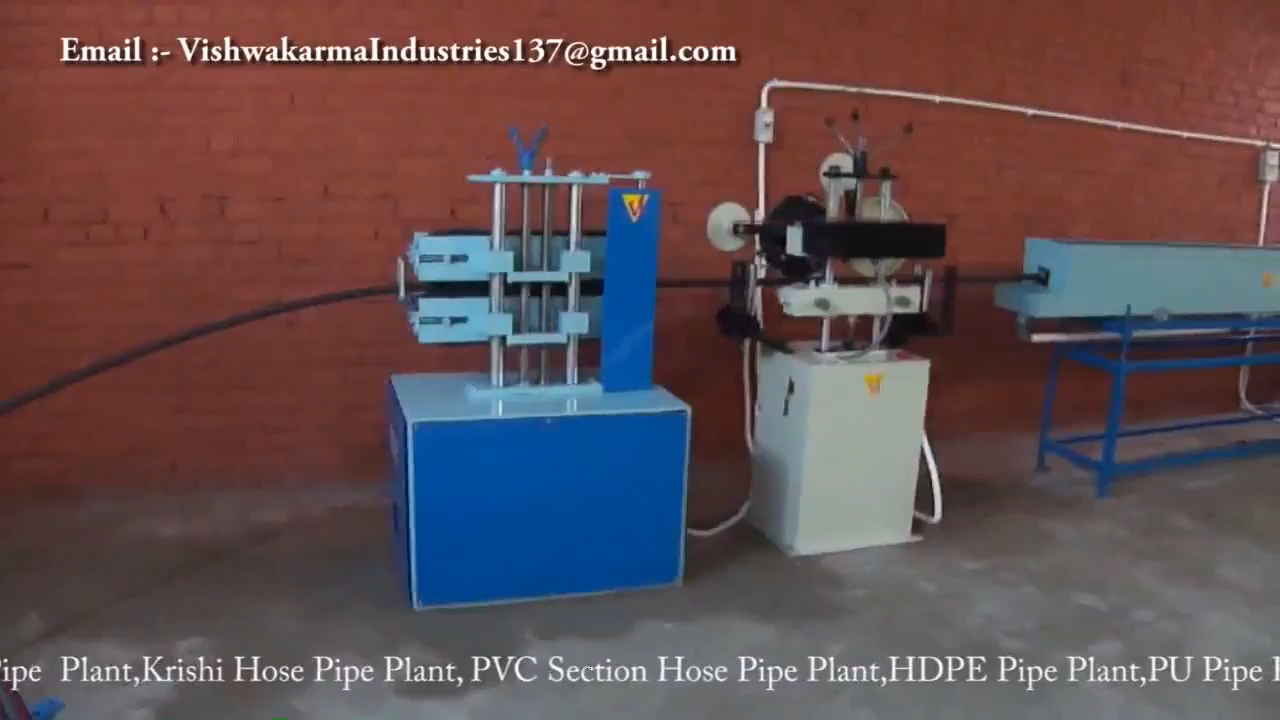 Email :- VishwakarmaIndustries137@gmail.com
Pipe Plant,Krishi Hose Pipe Plant, PVC Section Hose Pipe Plant,HDPE Pipe Plant,PU Pipe